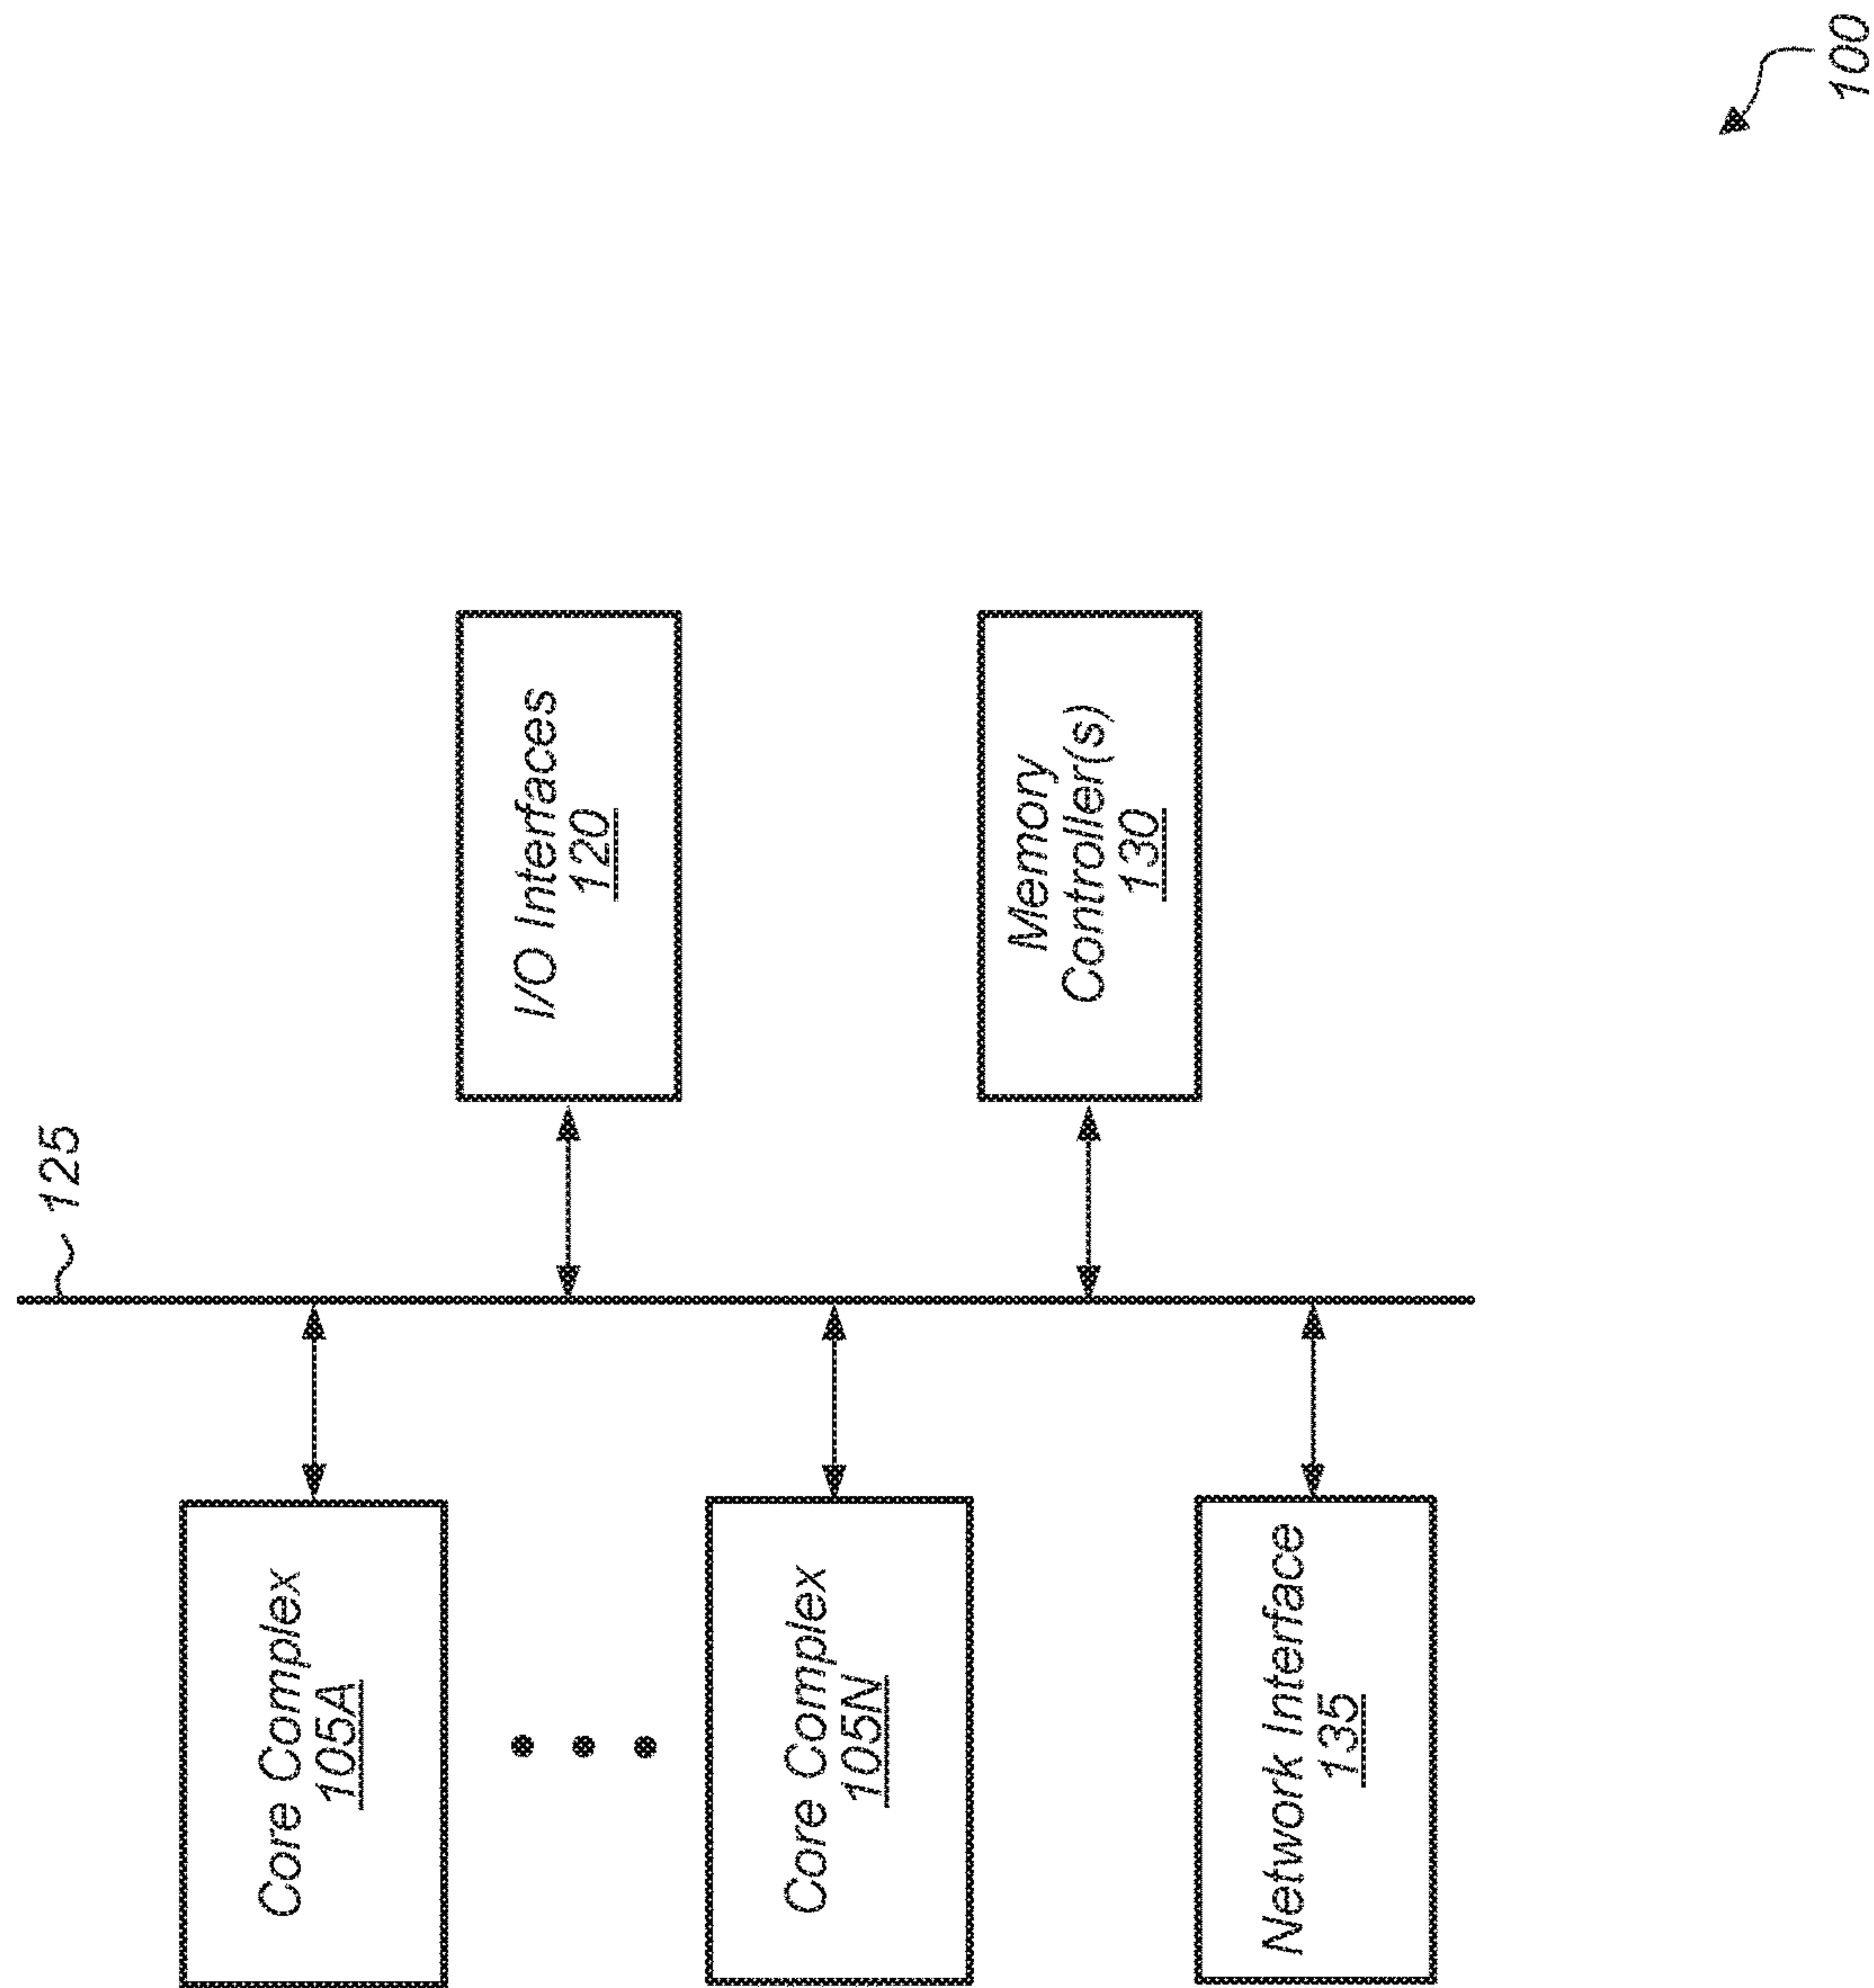 100
125
I/O Interfaces
120
Memory
Controller(s)
130
Core Complex
105A
Core Complex
105N
Network Interface
135